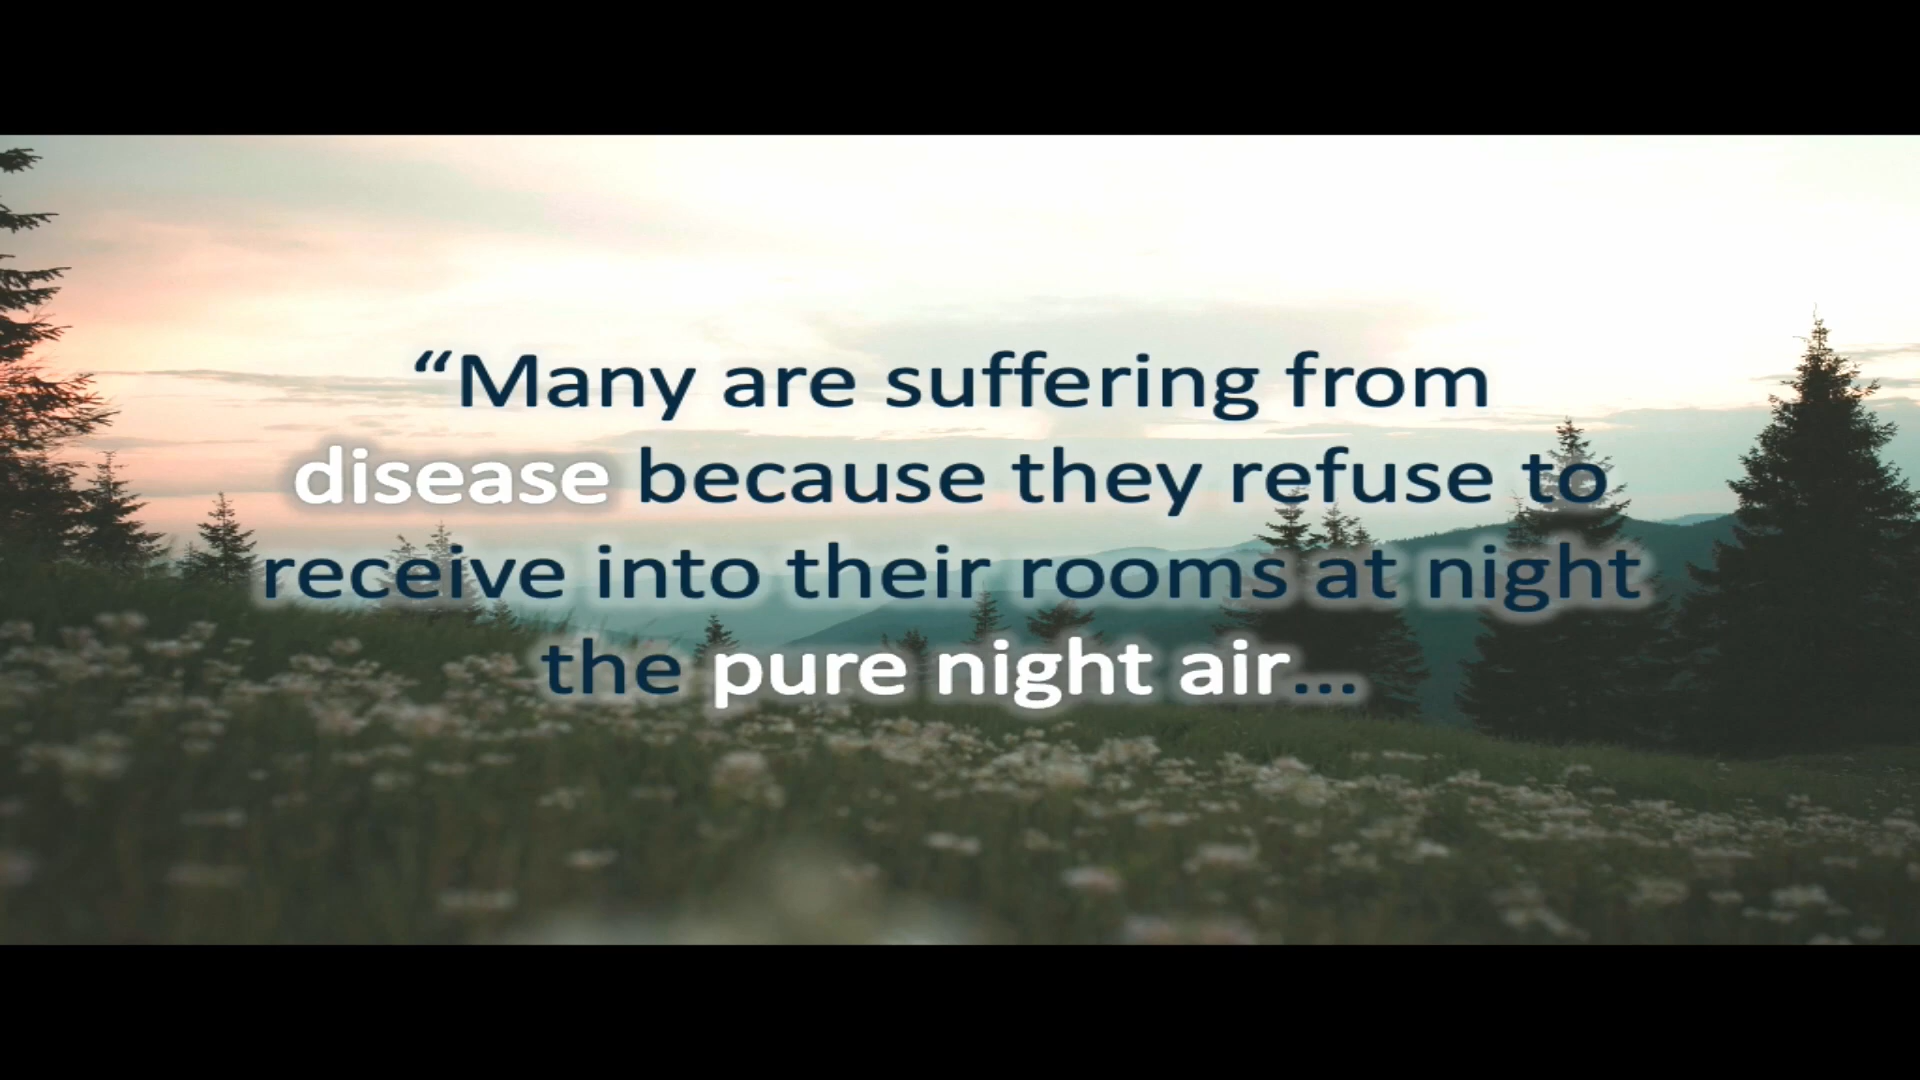 “Many are suffering from
disease because they refuse to
receive into their rooms at night
the pure night air...